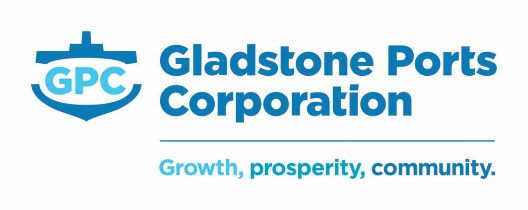 GPC
Gladstone Ports
Corporation
Growth, prosperity, community.